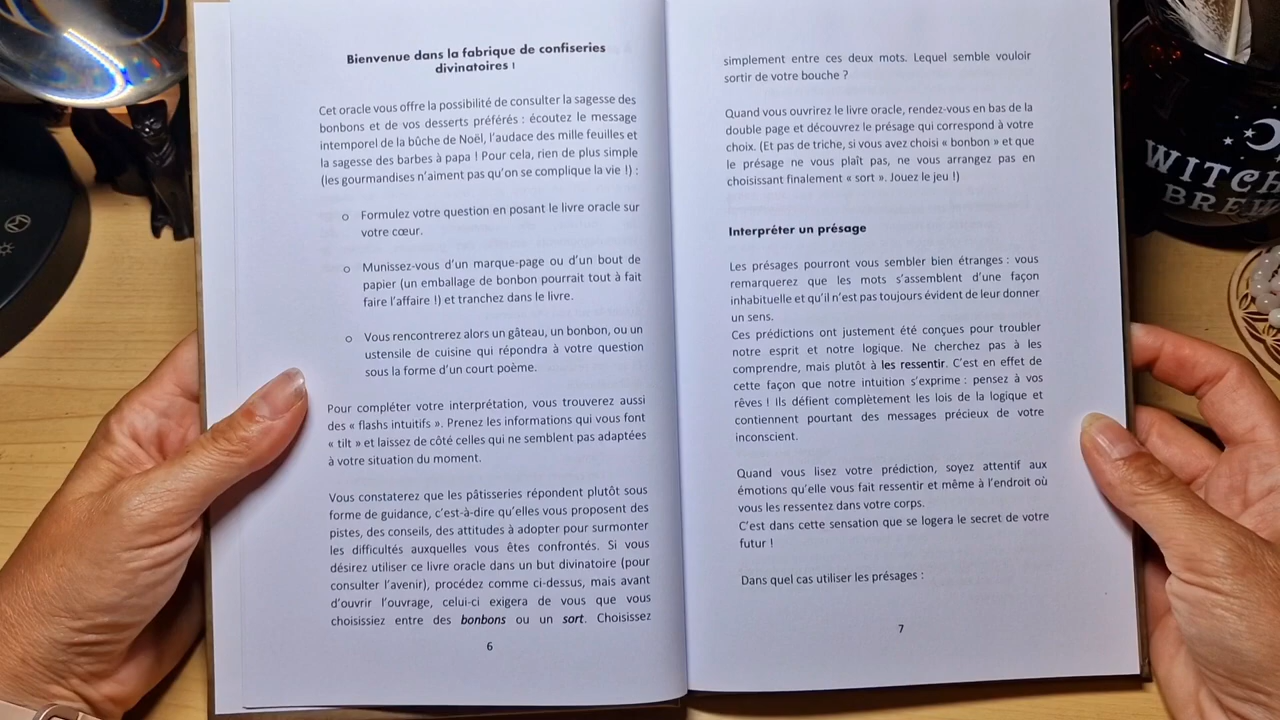 Bienvenue dans la fabrique de confiseries
divinatoires !
Cet oracle vous offre la possibilité de consulter la sagesse des
bonbons et de vos desserts préférés : écoutez le message
intemporel de la bûche de Noël, l'audace des mille feuilles et
la sagesse des barbes à papa ! Pour cela, rien de plus simple
(les gourmandises n'aiment pas qu'on se complique la vie !) :
o Formulez votre question en posant le livre oracle sur
votre cœur.
o Munissez-vous d'un marque-page ou d'un bout de
papier (un emballage de bonbon pourrait tout à fait
faire l'affaire !) et tranchez dans le livre.
o Vous rencontrerez alors un gâteau, un bonbon, ou un
ustensile de cuisine qui répondra à votre question
sous la forme d'un court poème.
Pour compléter votre interprétation, vous trouverez aussi
des « flashs intuitifs ». Prenez les informations qui vous font
« tilt » et laissez de côté celles qui ne semblent pas adaptées
à votre situation du moment.
Vous constaterez que les pâtisseries répondent plutôt sous
forme de guidance, c'est-à-dire qu'elles vous proposent des
pistes, des conseils, des attitudes à adopter pour surmonter
les difficultés auxquelles vous êtes confrontés. Si vous
désirez utiliser ce livre oracle dans un but divinatoire (pour
consulter l'avenir), procédez comme ci-dessus, mais avant
d'ouvrir l'ouvrage, celui-ci exigera de vous que vous
choisissiez entre des bonbons ou un sort. Choisissez
6
simplement entre ces deux mots. Lequel semble vouloir
sortir de votre bouche ?
Quand vous ouvrirez le livre oracle, rendez-vous en bas de la
double page et découvrez le présage qui correspond à votre
choix. (Et pas de triche, si vous avez choisi « bonbon » et que
le présage ne vous plaît pas, ne vous arrangez pas en
choisissant finalement « sort ». Jouez le jeu !)
Interpréter un présage
Les présages pourront vous sembler bien étranges : vous
remarquerez que les mots s'assemblent d'une façon
inhabituelle et qu'il n'est pas toujours évident de leur donner
un sens.
Ces prédictions ont justement été conçues pour troubler
notre esprit et notre logique. Ne cherchez pas à les
comprendre, mais plutôt à les ressentir. C'est en effet de
cette façon que notre intuition s'exprime : pensez à vos
rêves ! Ils défient complètement les lois de la logique et
contiennent pourtant des messages précieux de votre
inconscient.
Quand vous lisez votre prédiction, soyez attentif aux
émotions qu'elle vous fait ressentir et même à l'endroit où
vous les ressentez dans votre corps.
C'est dans cette sensation que se logera le secret de votre
futur !
Dans quel cas utiliser les présages :
7
WITCH
BREW